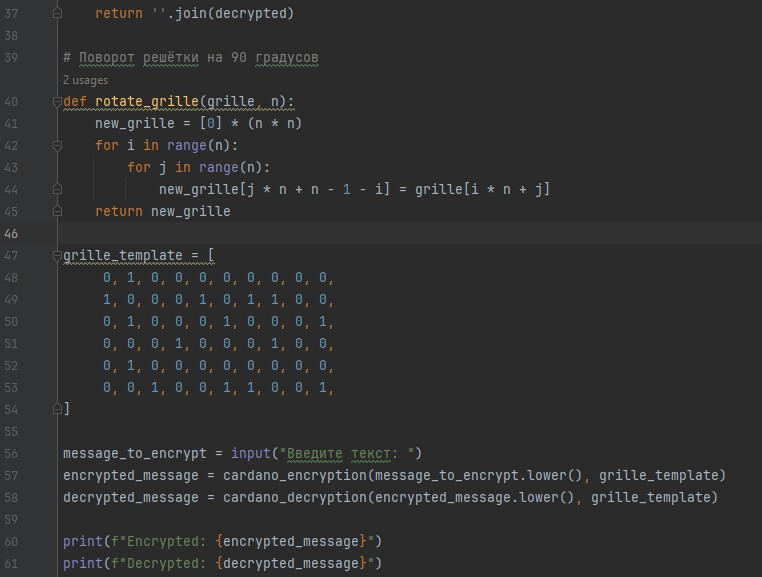 37 return ''.join(decrypted)
38
39 # Поворот решётки на 90 градусов
2 usages
40 def rotate_grille(grille, n):
41 new_grille = [0] * (n * n)
42 for i in range(n):
43 for j in range(n):
44 new_grille[j * n + n - 1 - i] = grille[i * n + j]
45 return new_grille
46
47 grille_template = [
48 0, 1, 0, 0, 0, 0, 0, 0, 0, 0,
49 1, 0, 0, 0, 1, 0, 1, 1, 0, 0,
50 0, 1, 0, 0, 0, 1, 0, 0, 0, 1,
51 0, 0, 0, 1, 0, 0, 0, 1, 0, 0,
52 0, 1, 0, 0, 0, 0, 0, 0, 0, 0,
53 0, 0, 1, 0, 0, 1, 1, 0, 0, 1,
54 ]
55
56 message_to_encrypt = input("Введите текст: ")
57 encrypted_message = cardano_encryption(message_to_encrypt.lower(), grille_template)
58 decrypted_message = cardano_decryption(encrypted_message.lower(), grille_template)
59
60 print(f"Encrypted: {encrypted_message}")
61 print(f"Decrypted: {decrypted_message}")